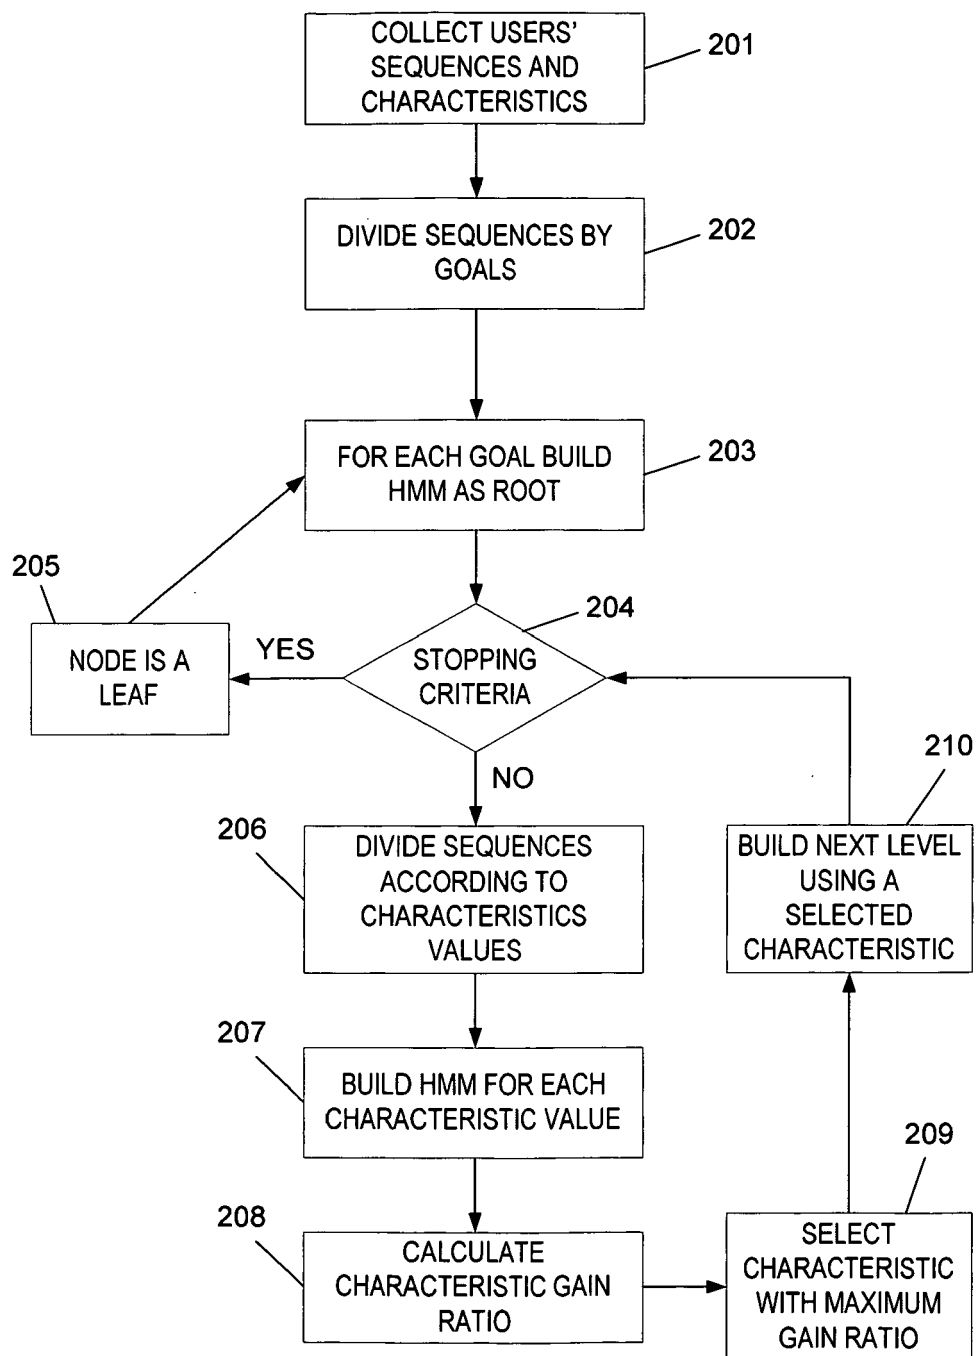 COLLECT USERS'
SEQUENCES AND
CHARACTERISTICS
201
DIVIDE SEQUENCES BY
GOALS
202
FOR EACH GOAL BUILD
HMM AS ROOT
203
204
205
STOPPING
CRITERIA
YES
NODE IS A
LEAF
NO
206
DIVIDE SEQUENCES
ACCORDING TO
CHARACTERISTICS
VALUES
210
BUILD NEXT LEVEL
USING A
SELECTED
CHARACTERISTIC
207
BUILD HMM FOR EACH
CHARACTERISTIC VALUE
208
CALCULATE
CHARACTERISTIC GAIN
RATIO
209
SELECT
CHARACTERISTIC
WITH MAXIMUM
GAIN RATIO